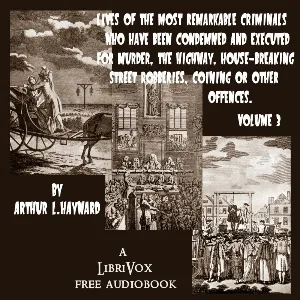 LIVES OF THE MOST REMARKABLE CRIMINALS
WHO HAVE BEEN CONDEMNED AND EXECUTED
FOR MURDER, THE HIGHWAY, HOUSE-BREAKING
STREET ROBBERIES, COINING OR OTHER
OFFENCES.
VOLUME 3
BY
ARTHUR L.HAYWARD
A
LIBRIVOX
FREE AUDIOBOOK